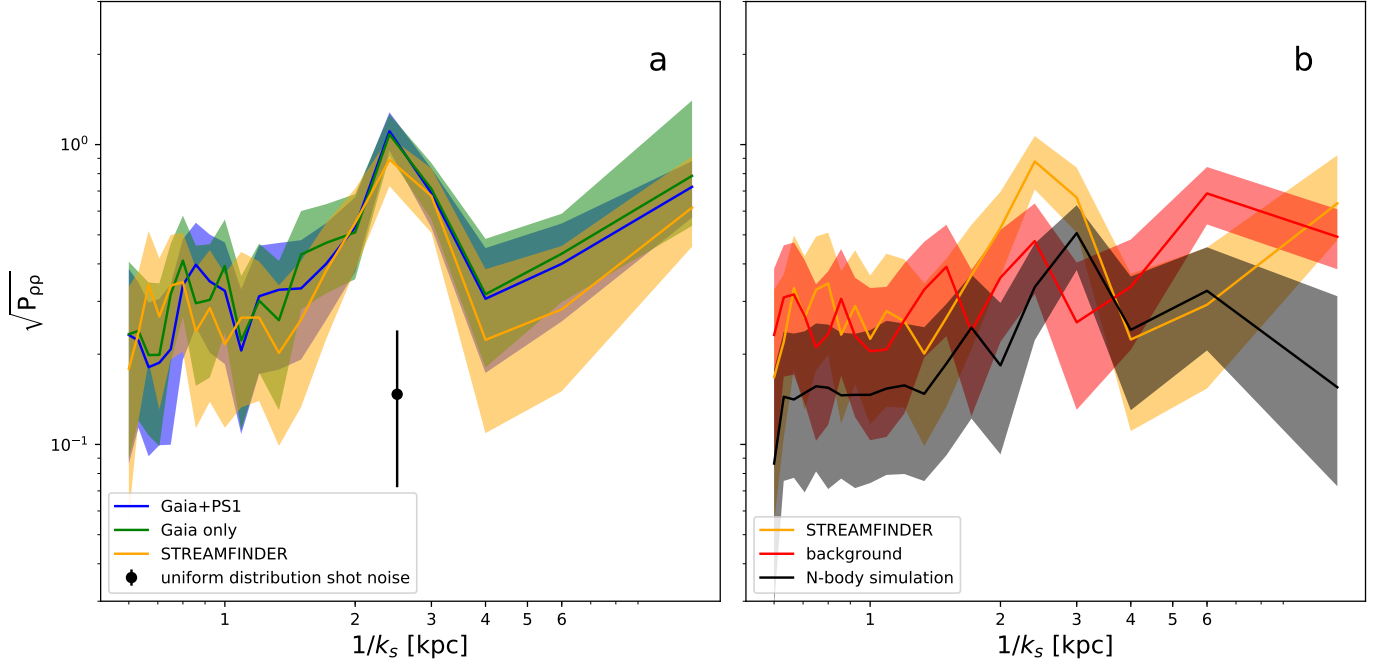 a
10⁰
10⁻¹
√P_ρρ
Gaia+PS1
Gaia only
STREAMFINDER
uniform distribution shot noise
1 2 3 4 5 6
1/k_s [kpc]
b
STREAMFINDER
background
N-body simulation
1 2 3 4 5 6
1/k_s [kpc]